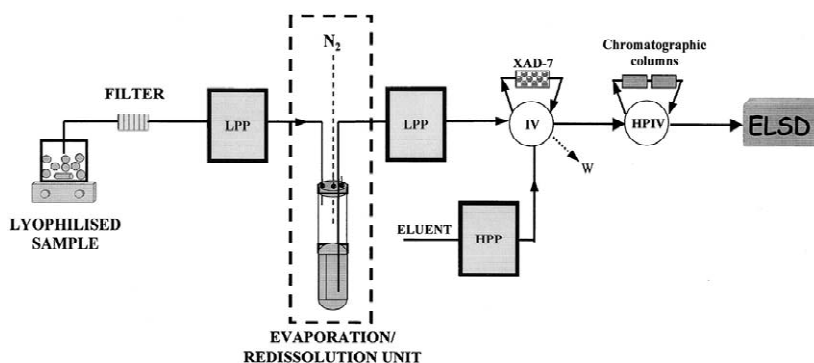 N₂
Chromatographic
columns
XAD-7
FILTER
LPP
LPP
IV
HPIV
ELSD
W
LYOPHILISED
SAMPLE
ELUENT
HPP
EVAPORATION/
REDISSOLUTION UNIT